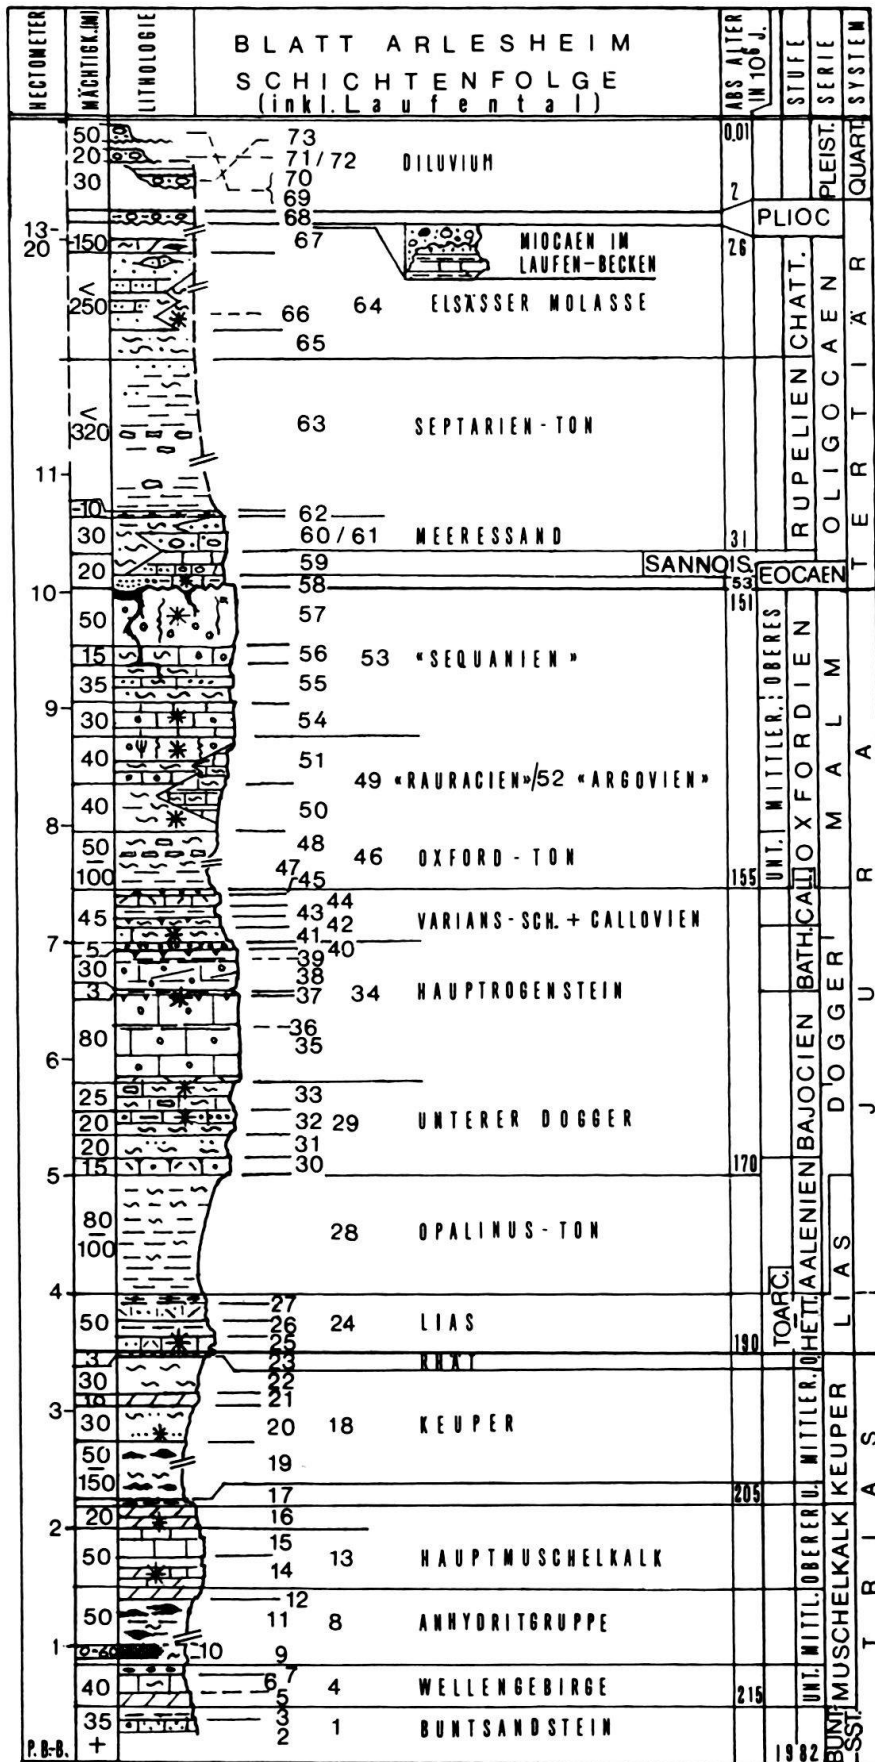 HECTOMETER
MÄCHTIGK.(M)
LITHOLOGIE
BLATT ARLESHEIM
SCHICHTENFOLGE
(inkl. Laufental)
ABS ALTER
IN 10⁶ J.
STUFE
SERIE
SYSTEM
50 73 0,01
20 71/72 DILUVIUM
30 70
69 2
PLEIST.
QUART.
68 PLIOC
13
20 150 67 MIOCAEN IM 26
LAUFEN-BECKEN
<
250 66 64 ELSÄSSER MOLASSE
65
CHATT.
<
320 63 SEPTARIEN-TON
11
RUPELIEN
OLIGOCAEN
TERTIÄR
10 62
30 60/61 MEERESSAND 31
20 59 SANNOIS.
58 53 EOCAEN
10 151
50 57
15 56 53 «SEQUANIEN»
35 55
9
30 54
40 51
49 «RAURACIEN»/52 «ARGOVIEN»
40 50
8
50 48
– 46 OXFORD-TON
100 47 45 155
UNT. MITTLER. OBERES
OXFORDIEN
MALM
44
45 43 VARIANS-SCH. + CALLOVIEN
42
41
7
5 40
39
30 38
3 37 34 HAUPTROGENSTEIN
36
80 35
6
CALL
BATH.
25 33
20 32 29 UNTERER DOGGER
20 31
15 30 170
5
BAJOCIEN
DOGGER
JURA
80
– 28 OPALINUS-TON
100
4
AALENIEN
27
50 26 24 LIAS
25 190
TOARC.
HETT.
LIAS
3 23 RHÄT
30 22
21
3
30 20 18 KEUPER
50
– 19
150
17 205
U. MITTLER. O
KEUPER
20 16
2
15
50 13 HAUPTMUSCHELKALK
14
OBERER
12
50 11 8 ANHYDRITGRUPPE
1
0-60 10 9
MITTL.
7
40 6 4 WELLENGEBIRGE
5 215
UNT.
MUSCHELKALK
3
35 1 BUNTSANDSTEIN
+ 2
BUNT-
SST.
TRIAS
P.B.-B.
1982